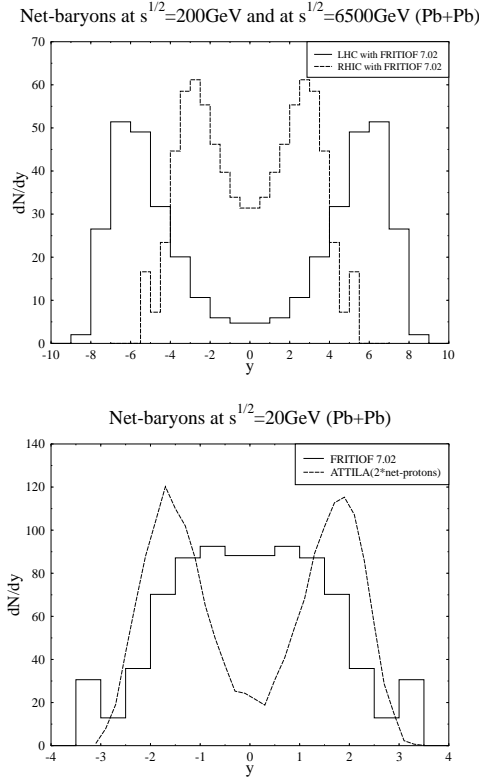 Net-baryons at s^1/2=200GeV and at s^1/2=6500GeV (Pb+Pb)
70
LHC with FRITIOF 7.02
RHIC with FRITIOF 7.02
60
50
40
dN/dy
30
20
10
0
-10 -8 -6 -4 -2 0 2 4 6 8 10
y
Net-baryons at s^1/2=20GeV (Pb+Pb)
140
FRITIOF 7.02
ATTILA(2*net-protons)
120
100
80
dN/dy
60
40
20
0
-4 -3 -2 -1 0 1 2 3 4
y